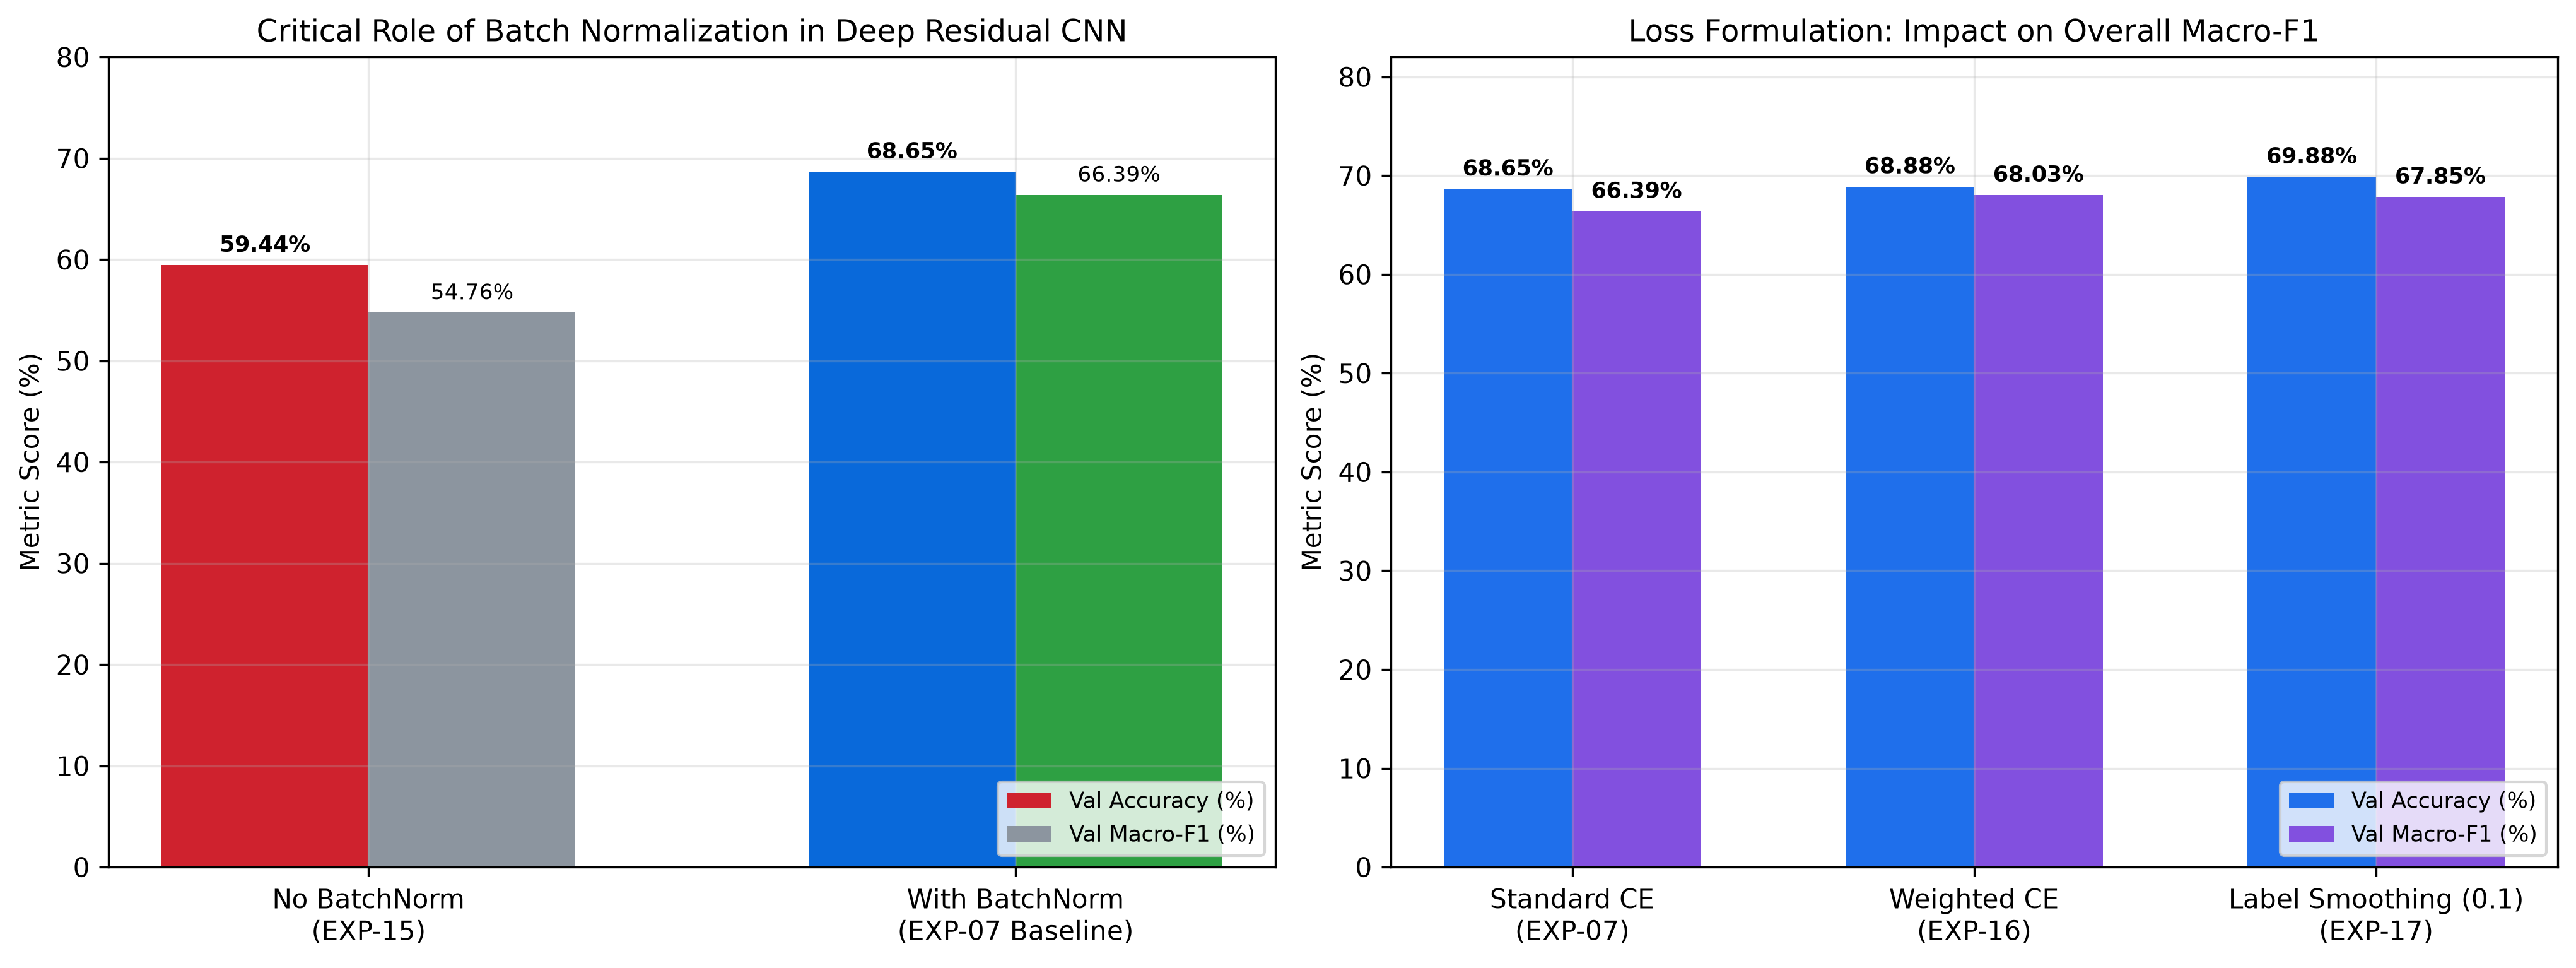 Critical Role of Batch Normalization in Deep Residual CNN
Metric Score (%)
80
70
60
50
40
30
20
10
0
59.44%
54.76%
68.65%
66.39%
Val Accuracy (%)
Val Macro-F1 (%)
No BatchNorm
(EXP-15)
With BatchNorm
(EXP-07 Baseline)
Loss Formulation: Impact on Overall Macro-F1
Metric Score (%)
80
70
60
50
40
30
20
10
0
68.65%
66.39%
68.88%
68.03%
69.88%
67.85%
Val Accuracy (%)
Val Macro-F1 (%)
Standard CE
(EXP-07)
Weighted CE
(EXP-16)
Label Smoothing (0.1)
(EXP-17)